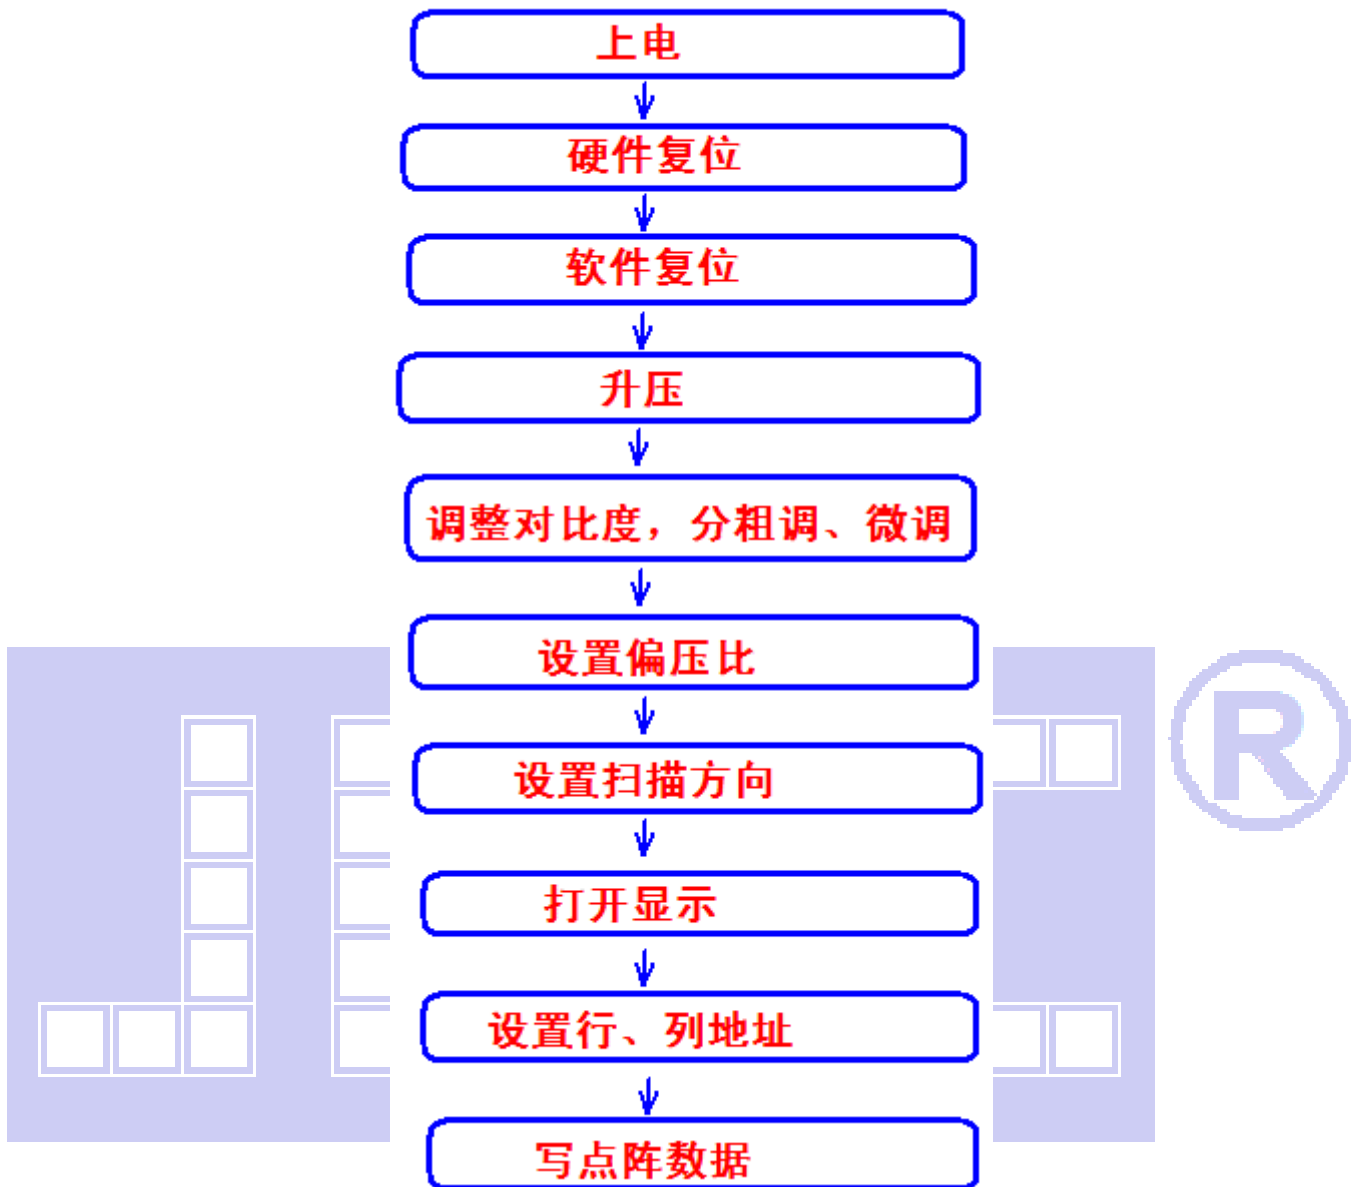 上电
硬件复位
软件复位
升压
调整对比度，分粗调、微调
设置偏压比
设置扫描方向
打开显示
设置行、列地址
写点阵数据
®